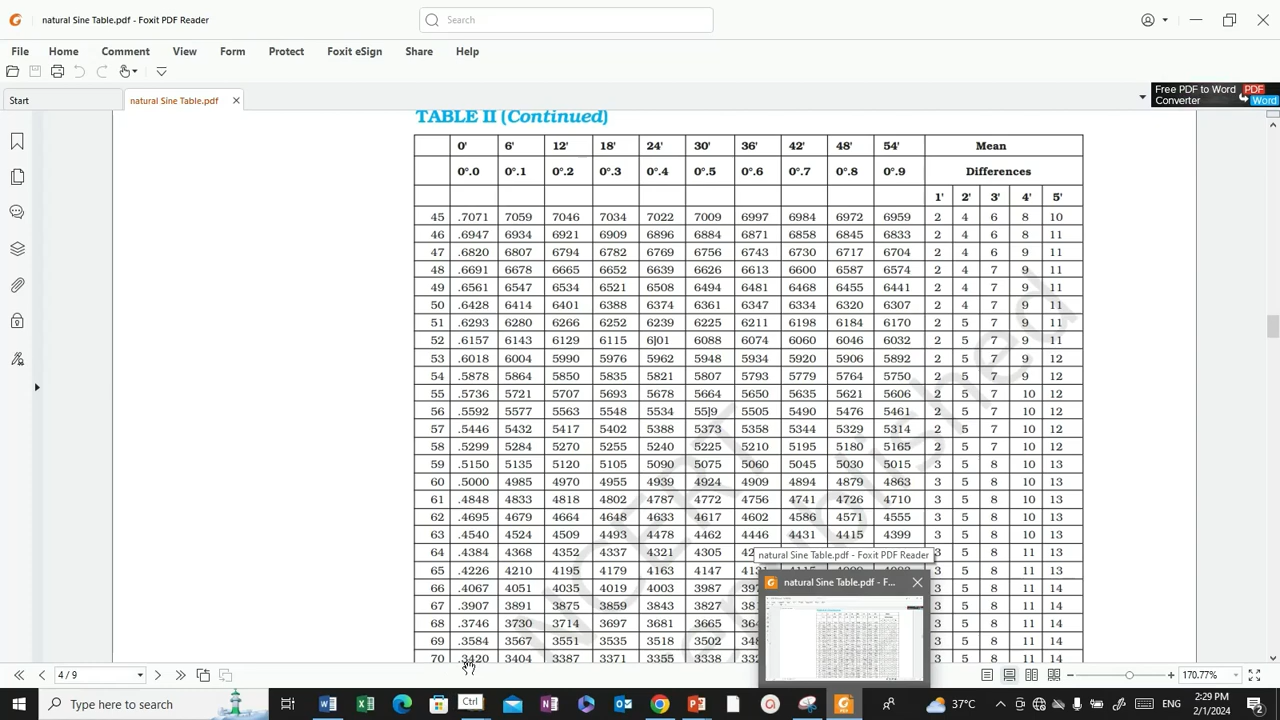 natural Sine Table.pdf - Foxit PDF Reader
Search
File Home Comment View Form Protect Foxit eSign Share Help
Start natural Sine Table.pdf
Free PDF to Word Converter PDF Word
TABLE II (Continued)
0' 6' 12' 18' 24' 30' 36' 42' 48' 54' Mean
0°.0 0°.1 0°.2 0°.3 0°.4 0°.5 0°.6 0°.7 0°.8 0°.9 Differences
1' 2' 3' 4' 5'
45 .7071 7059 7046 7034 7022 7009 6997 6984 6972 6959 2 4 6 8 10
46 .6947 6934 6921 6909 6896 6884 6871 6858 6845 6833 2 4 6 8 11
47 .6820 6807 6794 6782 6769 6756 6743 6730 6717 6704 2 4 6 9 11
48 .6691 6678 6665 6652 6639 6626 6613 6600 6587 6574 2 4 7 9 11
49 .6561 6547 6534 6521 6508 6494 6481 6468 6455 6441 2 4 7 9 11
50 .6428 6414 6401 6388 6374 6361 6347 6334 6320 6307 2 4 7 9 11
51 .6293 6280 6266 6252 6239 6225 6211 6198 6184 6170 2 5 7 9 11
52 .6157 6143 6129 6115 6J01 6088 6074 6060 6046 6032 2 5 7 9 11
53 .6018 6004 5990 5976 5962 5948 5934 5920 5906 5892 2 5 7 9 12
54 .5878 5864 5850 5835 5821 5807 5793 5779 5764 5750 2 5 7 9 12
55 .5736 5721 5707 5693 5678 5664 5650 5635 5621 5606 2 5 7 10 12
56 .5592 5577 5563 5548 5534 55J9 5505 5490 5476 5461 2 5 7 10 12
57 .5446 5432 5417 5402 5388 5373 5358 5344 5329 5314 2 5 7 10 12
58 .5299 5284 5270 5255 5240 5225 5210 5195 5180 5165 2 5 7 10 12
59 .5150 5135 5120 5105 5090 5075 5060 5045 5030 5015 3 5 8 10 13
60 .5000 4985 4970 4955 4939 4924 4909 4894 4879 4863 3 5 8 10 13
61 .4848 4833 4818 4802 4787 4772 4756 4741 4726 4710 3 5 8 10 13
62 .4695 4679 4664 4648 4633 4617 4602 4586 4571 4555 3 5 8 10 13
63 .4540 4524 4509 4493 4478 4462 4446 4431 4415 4399 3 5 8 10 13
64 .4384 4368 4352 4337 4321 4305 3 5 8 11 13
65 .4226 4210 4195 4179 4163 4147 3 5 8 11 13
66 .4067 4051 4035 4019 4003 3987 3 5 8 11 14
67 .3907 3891 3875 3859 3843 3827 3 5 8 11 14
68 .3746 3730 3714 3697 3681 3665 3 5 8 11 14
69 .3584 3567 3551 3535 3518 3502 3 5 8 11 14
70 .3420 3404 3387 3371 3355 3338 3 5 8 11 14
NCERT
natural Sine Table.pdf - Foxit PDF Reader
natural Sine Table.pdf - F...
4 / 9
170.77%
Ctrl
Type here to search
37°C
ENG
2:29 PM
2/1/2024
2